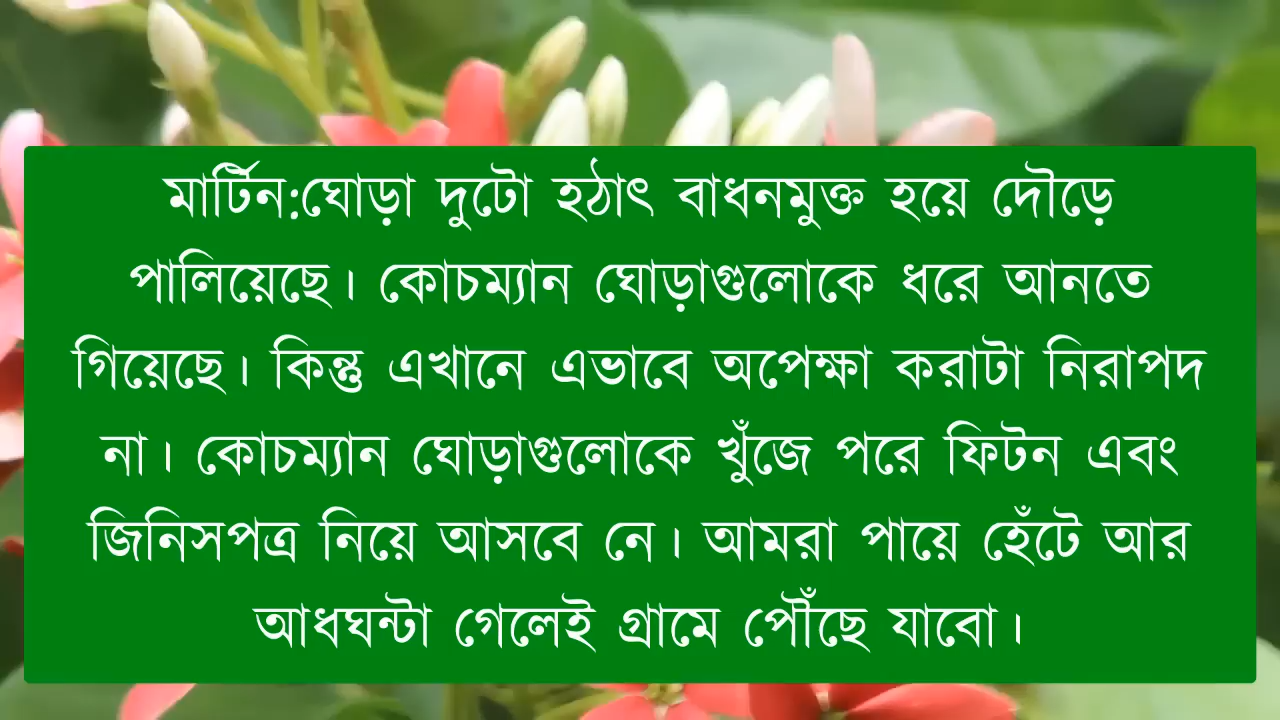 মার্টিন:ঘোড়া দুটো হঠাৎ বাধনমুক্ত হয়ে দৌড়ে
পালিয়েছে। কোচম্যান ঘোড়াগুলোকে ধরে আনতে
গিয়েছে। কিন্তু এখানে এভাবে অপেক্ষা করাটা নিরাপদ
না। কোচম্যান ঘোড়াগুলোকে খুঁজে পরে ফিটন এবং
জিনিসপত্র নিয়ে আসবে নে। আমরা পায়ে হেঁটে আর
আধঘন্টা গেলেই গ্রামে পৌঁছে যাবো।